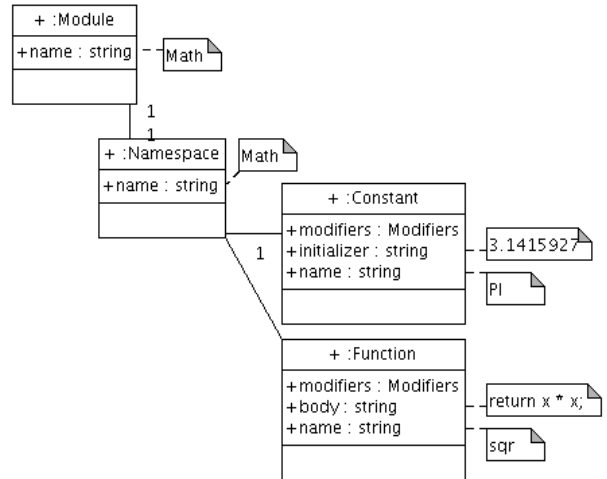 + :Module
+name : string
Math
1
1
+ :Namespace
Math
+name : string
1
+ :Constant
+modifiers : Modifiers
+initializer : string
3.1415927
+name : string
PI
+ :Function
+modifiers : Modifiers
+body : string
return x * x;
+name : string
sqr